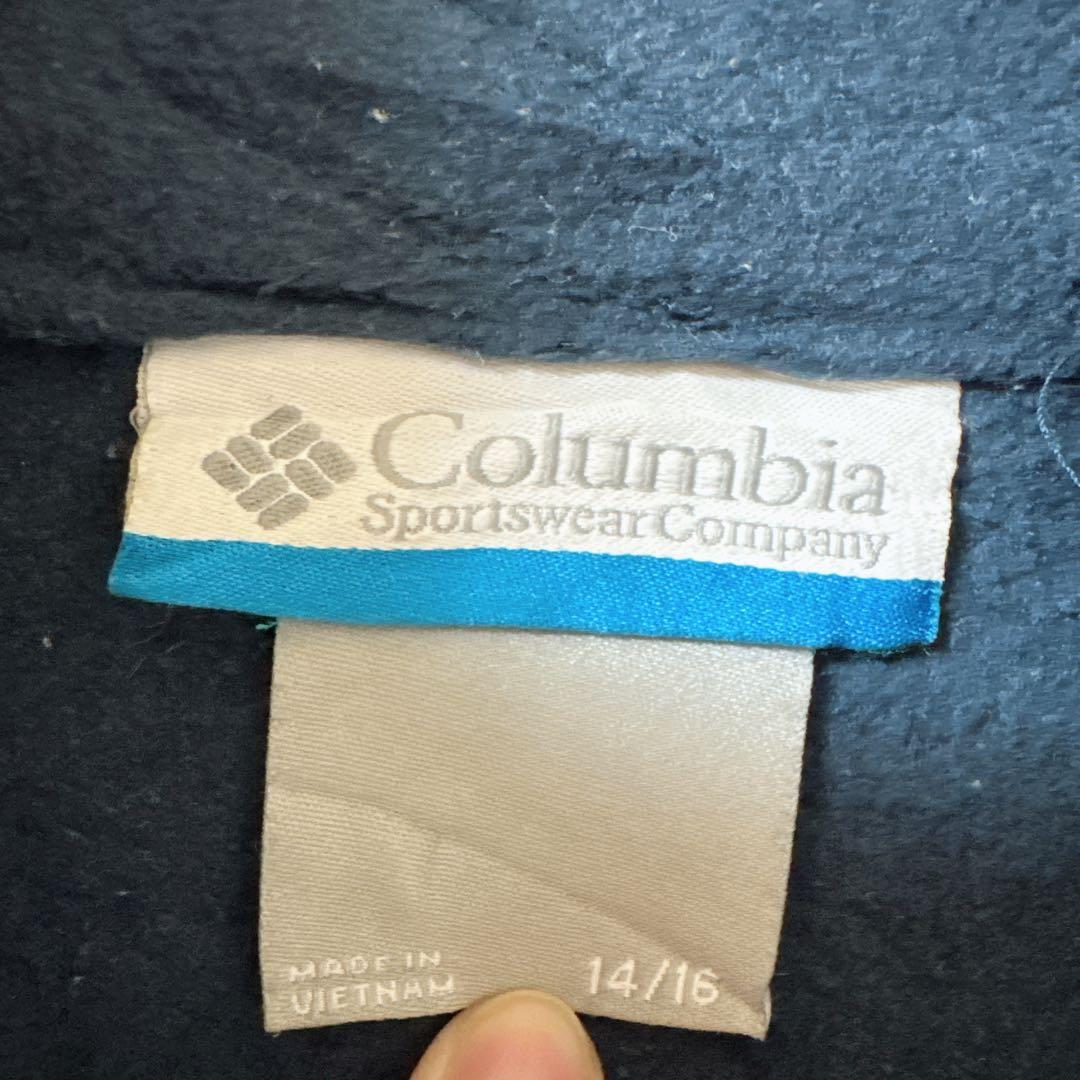 Columbia
Sportswear Company
MADE IN
VIETNAM
14/16